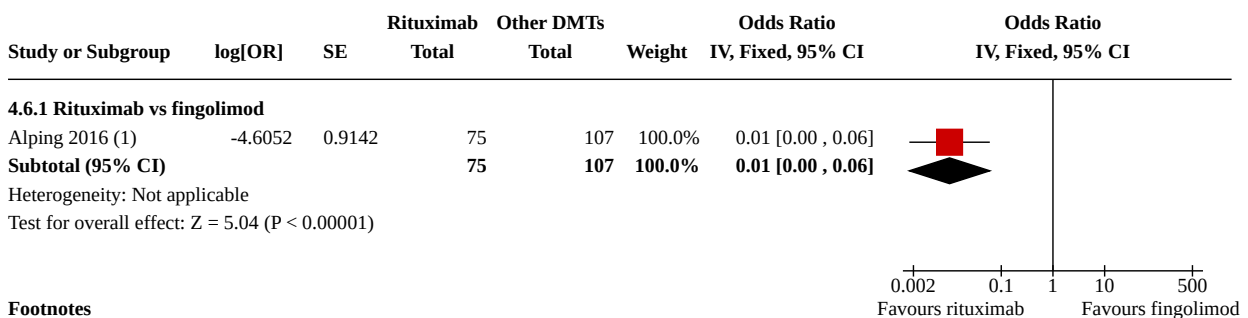 Rituximab Other DMTs Odds Ratio Odds Ratio
Study or Subgroup log[OR] SE Total Total Weight IV, Fixed, 95% CI IV, Fixed, 95% CI
4.6.1 Rituximab vs fingolimod
Alping 2016 (1) -4.6052 0.9142 75 107 100.0% 0.01 [0.00 , 0.06]
Subtotal (95% CI) 75 107 100.0% 0.01 [0.00 , 0.06]
Heterogeneity: Not applicable
Test for overall effect: Z = 5.04 (P < 0.00001)
0.002 0.1 1 10 500
Footnotes Favours rituximab Favours fingolimod